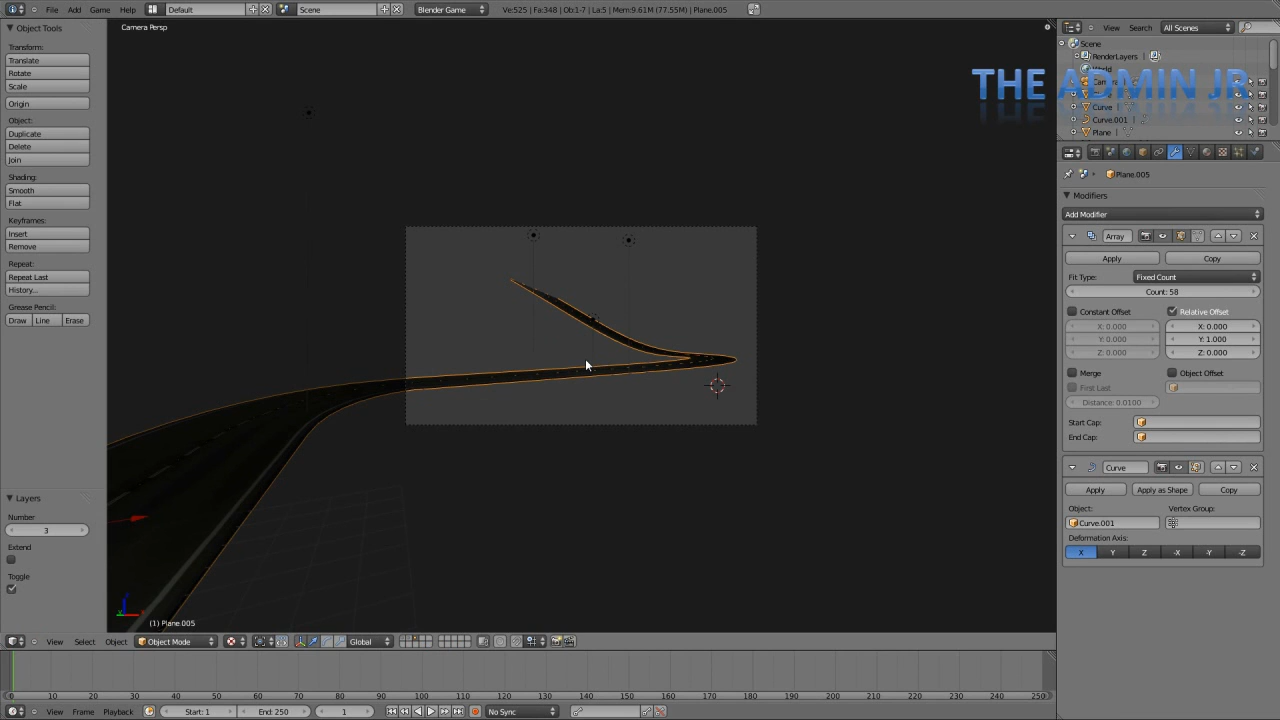 File Add Game Help Default Scene Blender Game Ve:525 | Fa:348 | Ob:1-7 | La:5 | Mem:9.61M (77.55M) | Plane.005
Object Tools
Transform:
Translate
Rotate
Scale
Origin
Object:
Duplicate
Delete
Join
Shading:
Smooth
Flat
Keyframes:
Insert
Remove
Repeat:
Repeat Last
History...
Grease Pencil:
Draw Line Erase
Layers
Number
3
Extend
Toggle
Camera Persp
(1) Plane.005
View Select Object Object Mode Global
View Search All Scenes
Scene
RenderLayers
World
Camera
Curve
Curve.001
Plane
THE ADMIN JR
Plane.005
Modifiers
Add Modifier
Array
Apply Copy
Fit Type: Fixed Count
Count: 58
Constant Offset Relative Offset
X: 0.000 X: 0.000
Y: 0.000 Y: 1.000
Z: 0.000 Z: 0.000
Merge Object Offset
First Last
Distance: 0.0100
Start Cap:
End Cap:
Curve
Apply Apply as Shape Copy
Object: Vertex Group:
Curve.001
Deformation Axis:
X Y Z -X -Y -Z
0 10 20 30 40 50 60 70 80 90 100 110 120 130 140 150 160 170 180 190 200 210 220 230 240 250
View Frame Playback Start: 1 End: 250 1 No Sync